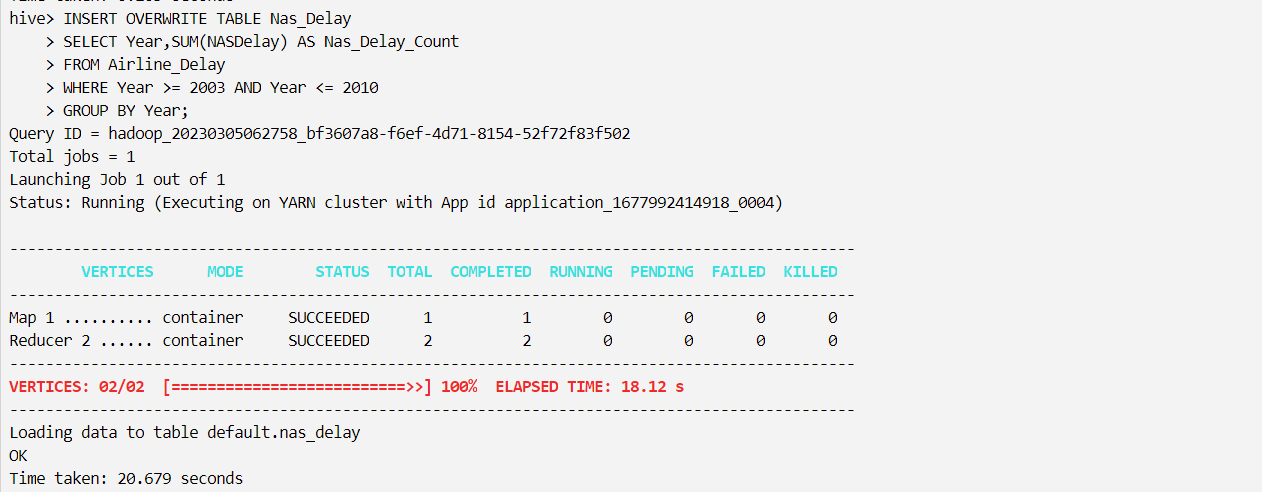 hive> INSERT OVERWRITE TABLE Nas_Delay
    > SELECT Year,SUM(NASDelay) AS Nas_Delay_Count
    > FROM Airline_Delay
    > WHERE Year >= 2003 AND Year <= 2010
    > GROUP BY Year;
Query ID = hadoop_20230305062758_bf3607a8-f6ef-4d71-8154-52f72f83f502
Total jobs = 1
Launching Job 1 out of 1
Status: Running (Executing on YARN cluster with App id application_1677992414918_0004)
----------------------------------------------------------------------------------------------
        VERTICES      MODE        STATUS  TOTAL  COMPLETED  RUNNING  PENDING  FAILED  KILLED
----------------------------------------------------------------------------------------------
Map 1 .......... container     SUCCEEDED      1          1        0        0       0       0
Reducer 2 ...... container     SUCCEEDED      2          2        0        0       0       0
----------------------------------------------------------------------------------------------
VERTICES: 02/02  [==========================>>] 100%  ELAPSED TIME: 18.12 s
----------------------------------------------------------------------------------------------
Loading data to table default.nas_delay
OK
Time taken: 20.679 seconds